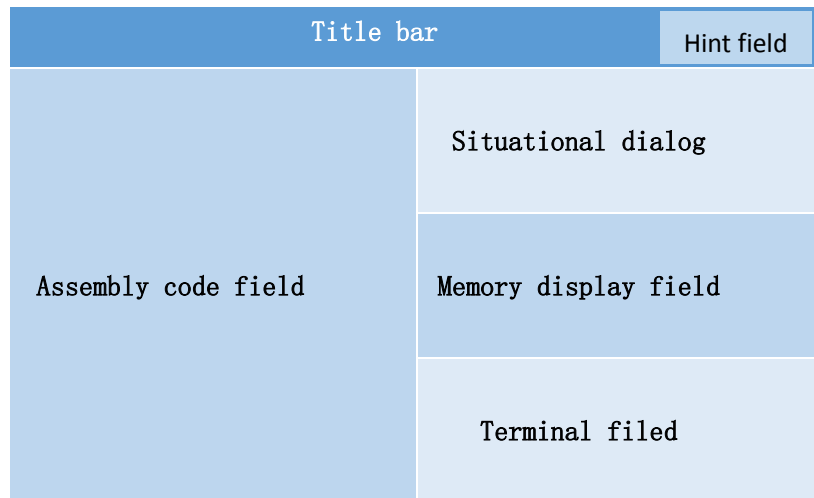 Title bar
Hint field
Situational dialog
Assembly code field
Memory display field
Terminal filed